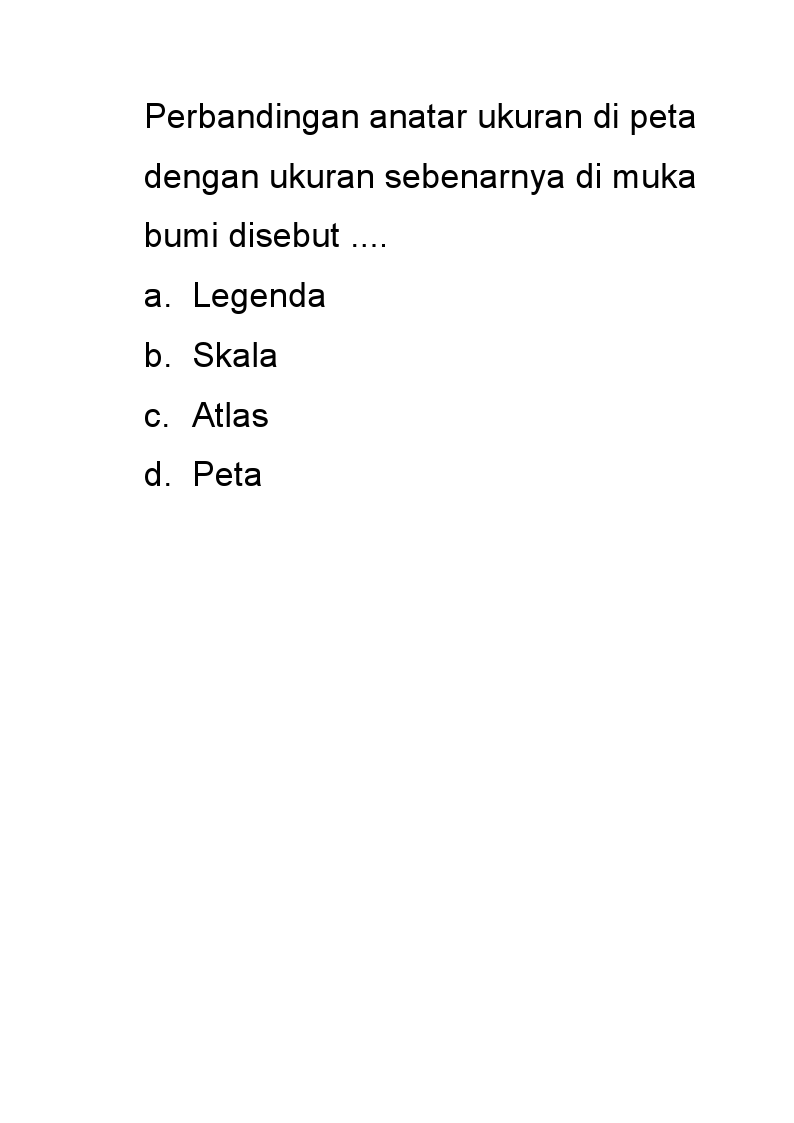 Perbandingan anatar ukuran di peta
dengan ukuran sebenarnya di muka
bumi disebut ....
a. Legenda
b. Skala
c. Atlas
d. Peta